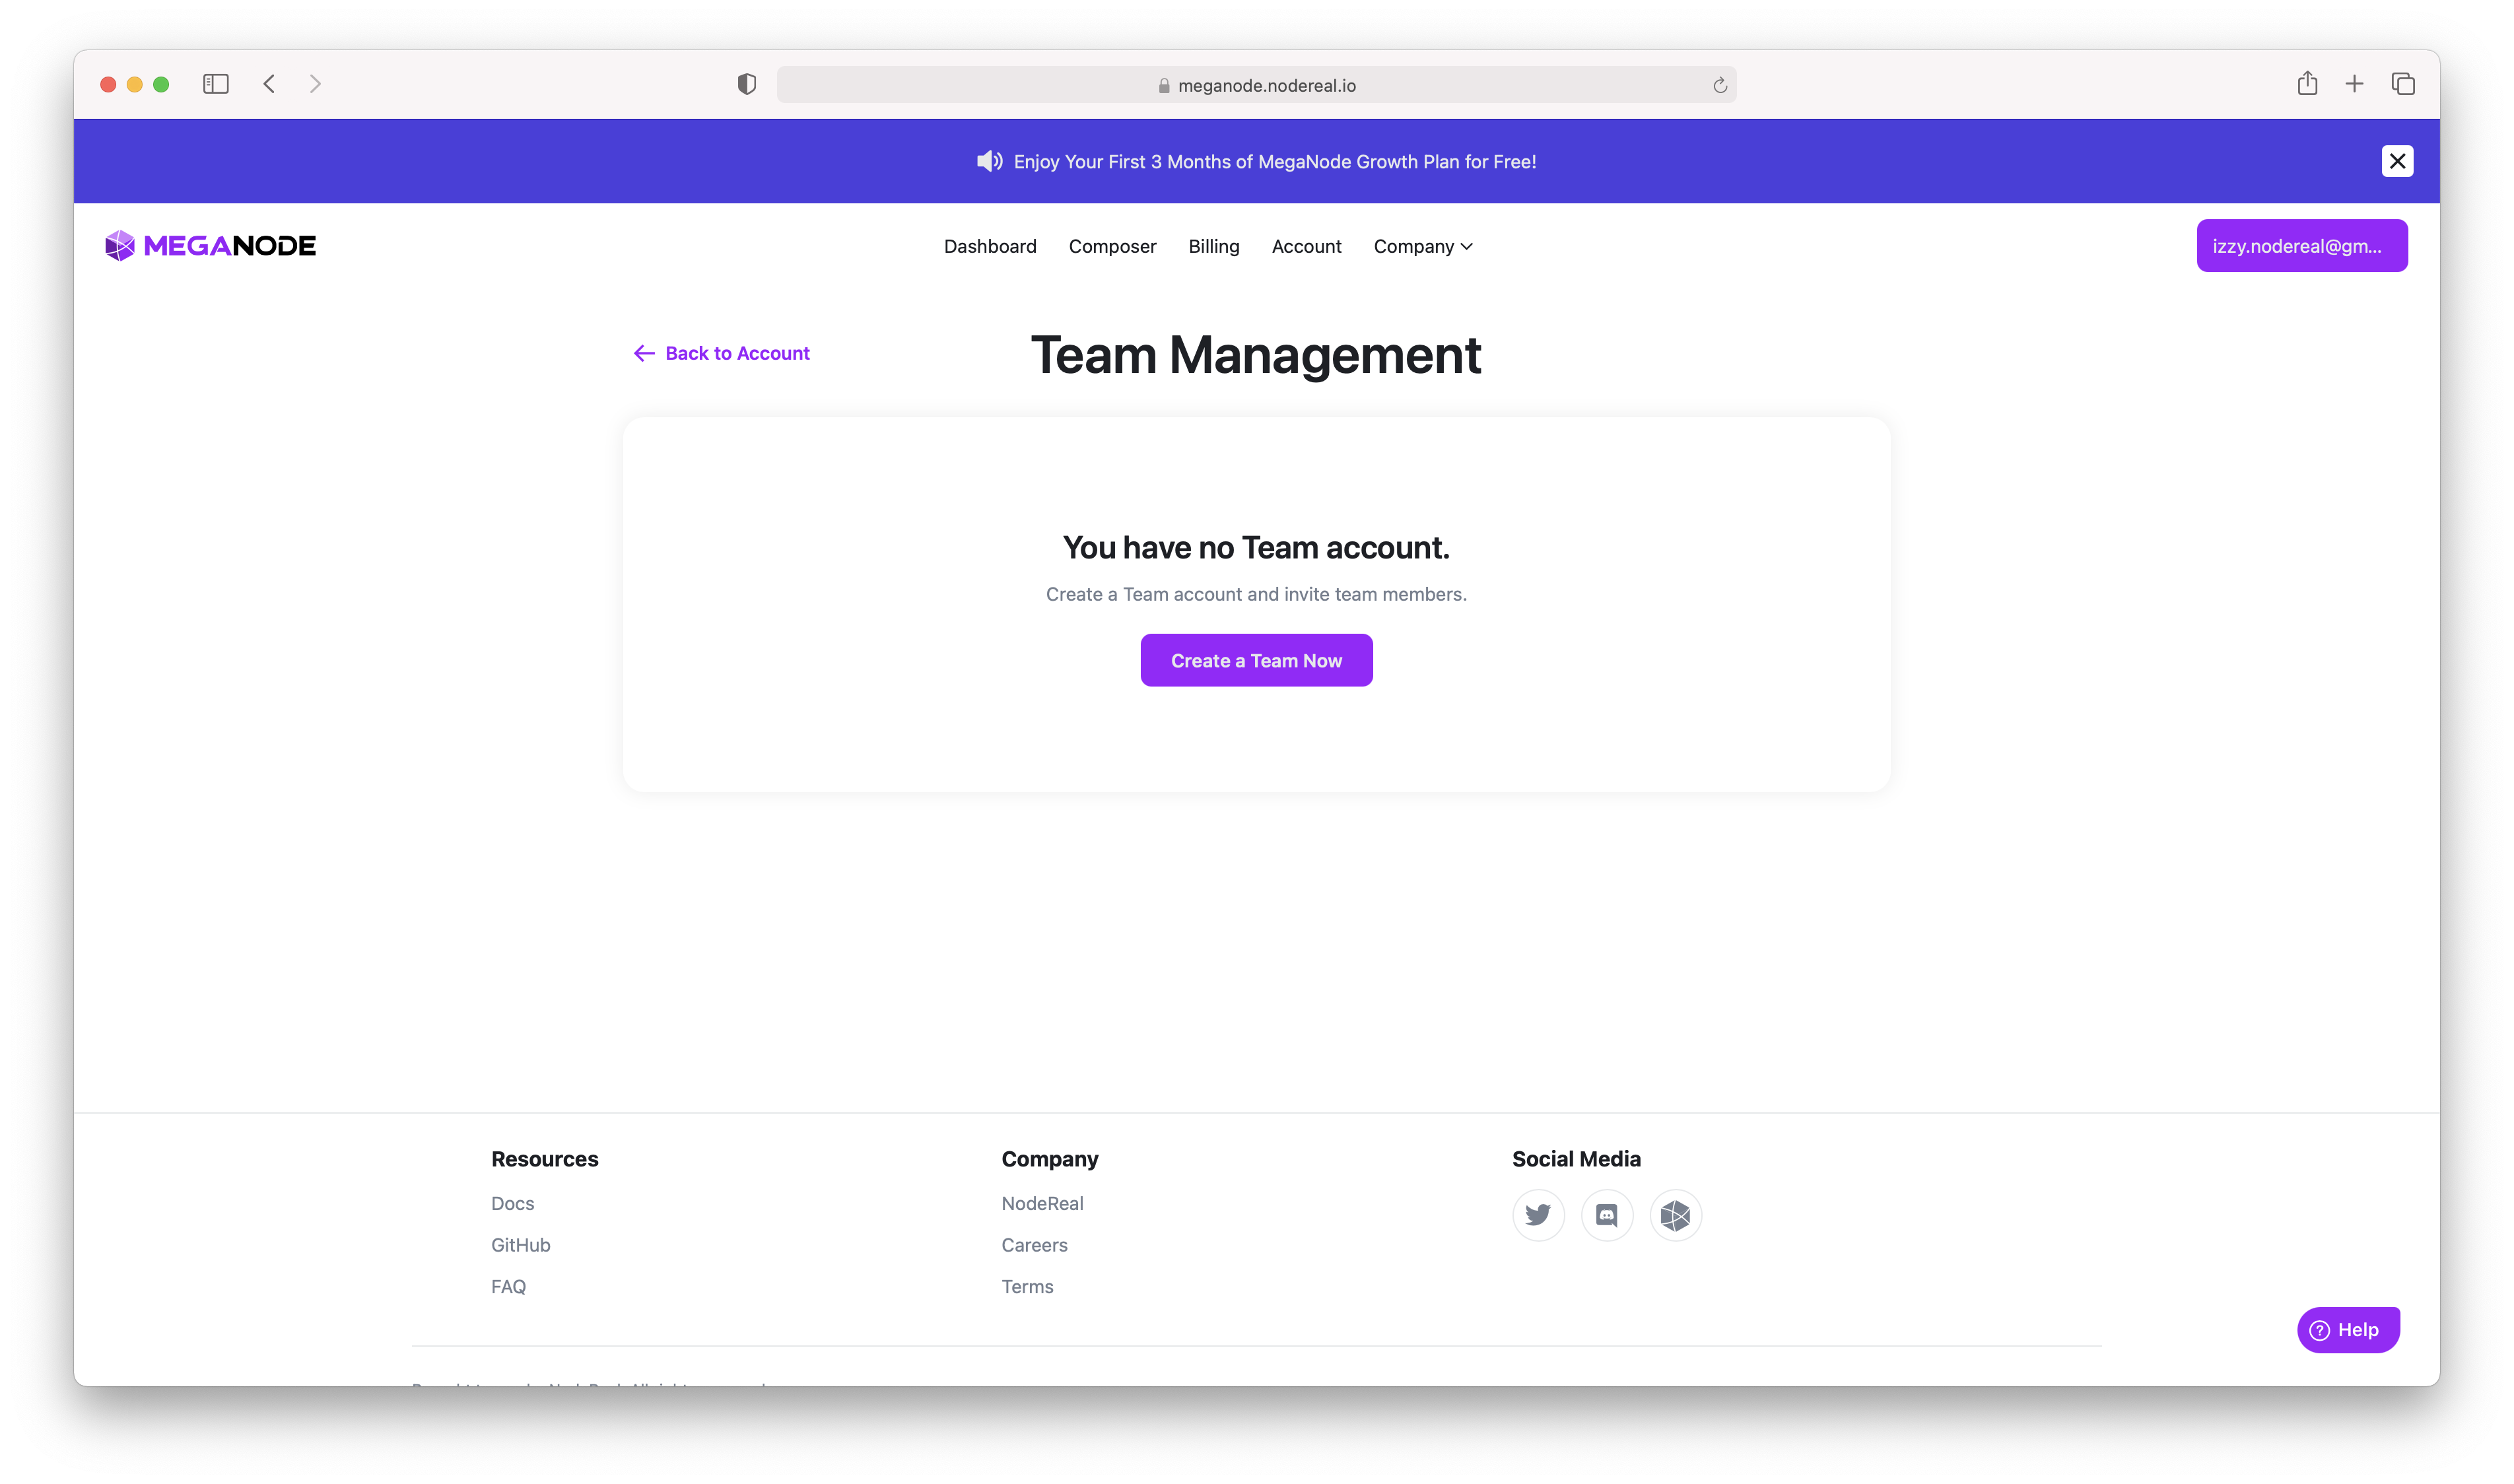 meganode.nodereal.io
Enjoy Your First 3 Months of MegaNode Growth Plan for Free!
MEGANODE
Dashboard Composer Billing Account Company
izzy.nodereal@gm...
Back to Account
Team Management
You have no Team account.
Create a Team account and invite team members.
Create a Team Now
Resources Company Social Media
Docs NodeReal
GitHub Careers
FAQ Terms
Help